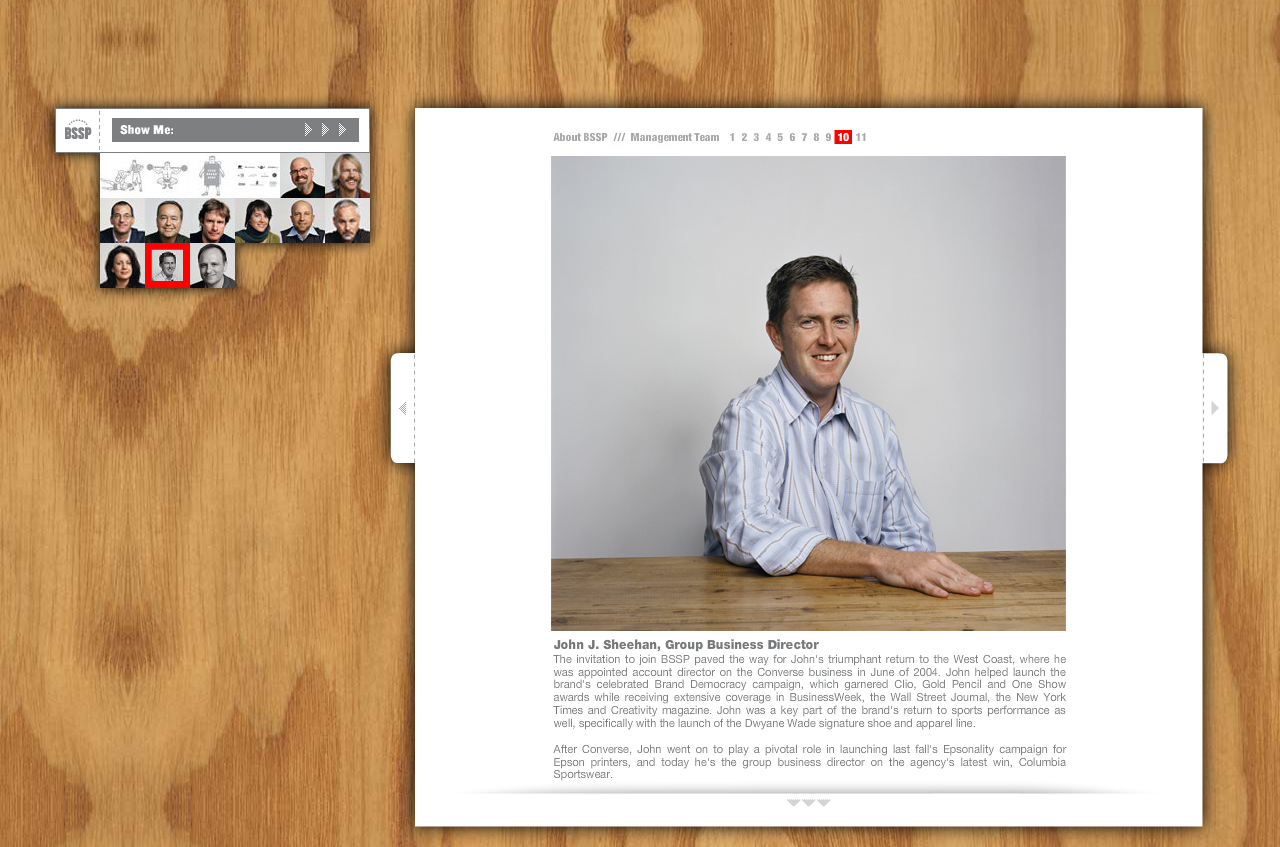 BSSP
Show Me:
About BSSP /// Management Team 1 2 3 4 5 6 7 8 9 10 11
John J. Sheehan, Group Business Director
The invitation to join BSSP paved the way for John's triumphant return to the West Coast, where he
was appointed account director on the Converse business in June of 2004. John helped launch the
brand's celebrated Brand Democracy campaign, which garnered Clio, Gold Pencil and One Show
awards while receiving extensive coverage in BusinessWeek, the Wall Street Journal, the New York
Times and Creativity magazine. John was a key part of the brand's return to sports performance as
well, specifically with the launch of the Dwyane Wade signature shoe and apparel line.
After Converse, John went on to play a pivotal role in launching last fall's Epsonality campaign for
Epson printers, and today he's the group business director on the agency's latest win, Columbia
Sportswear.